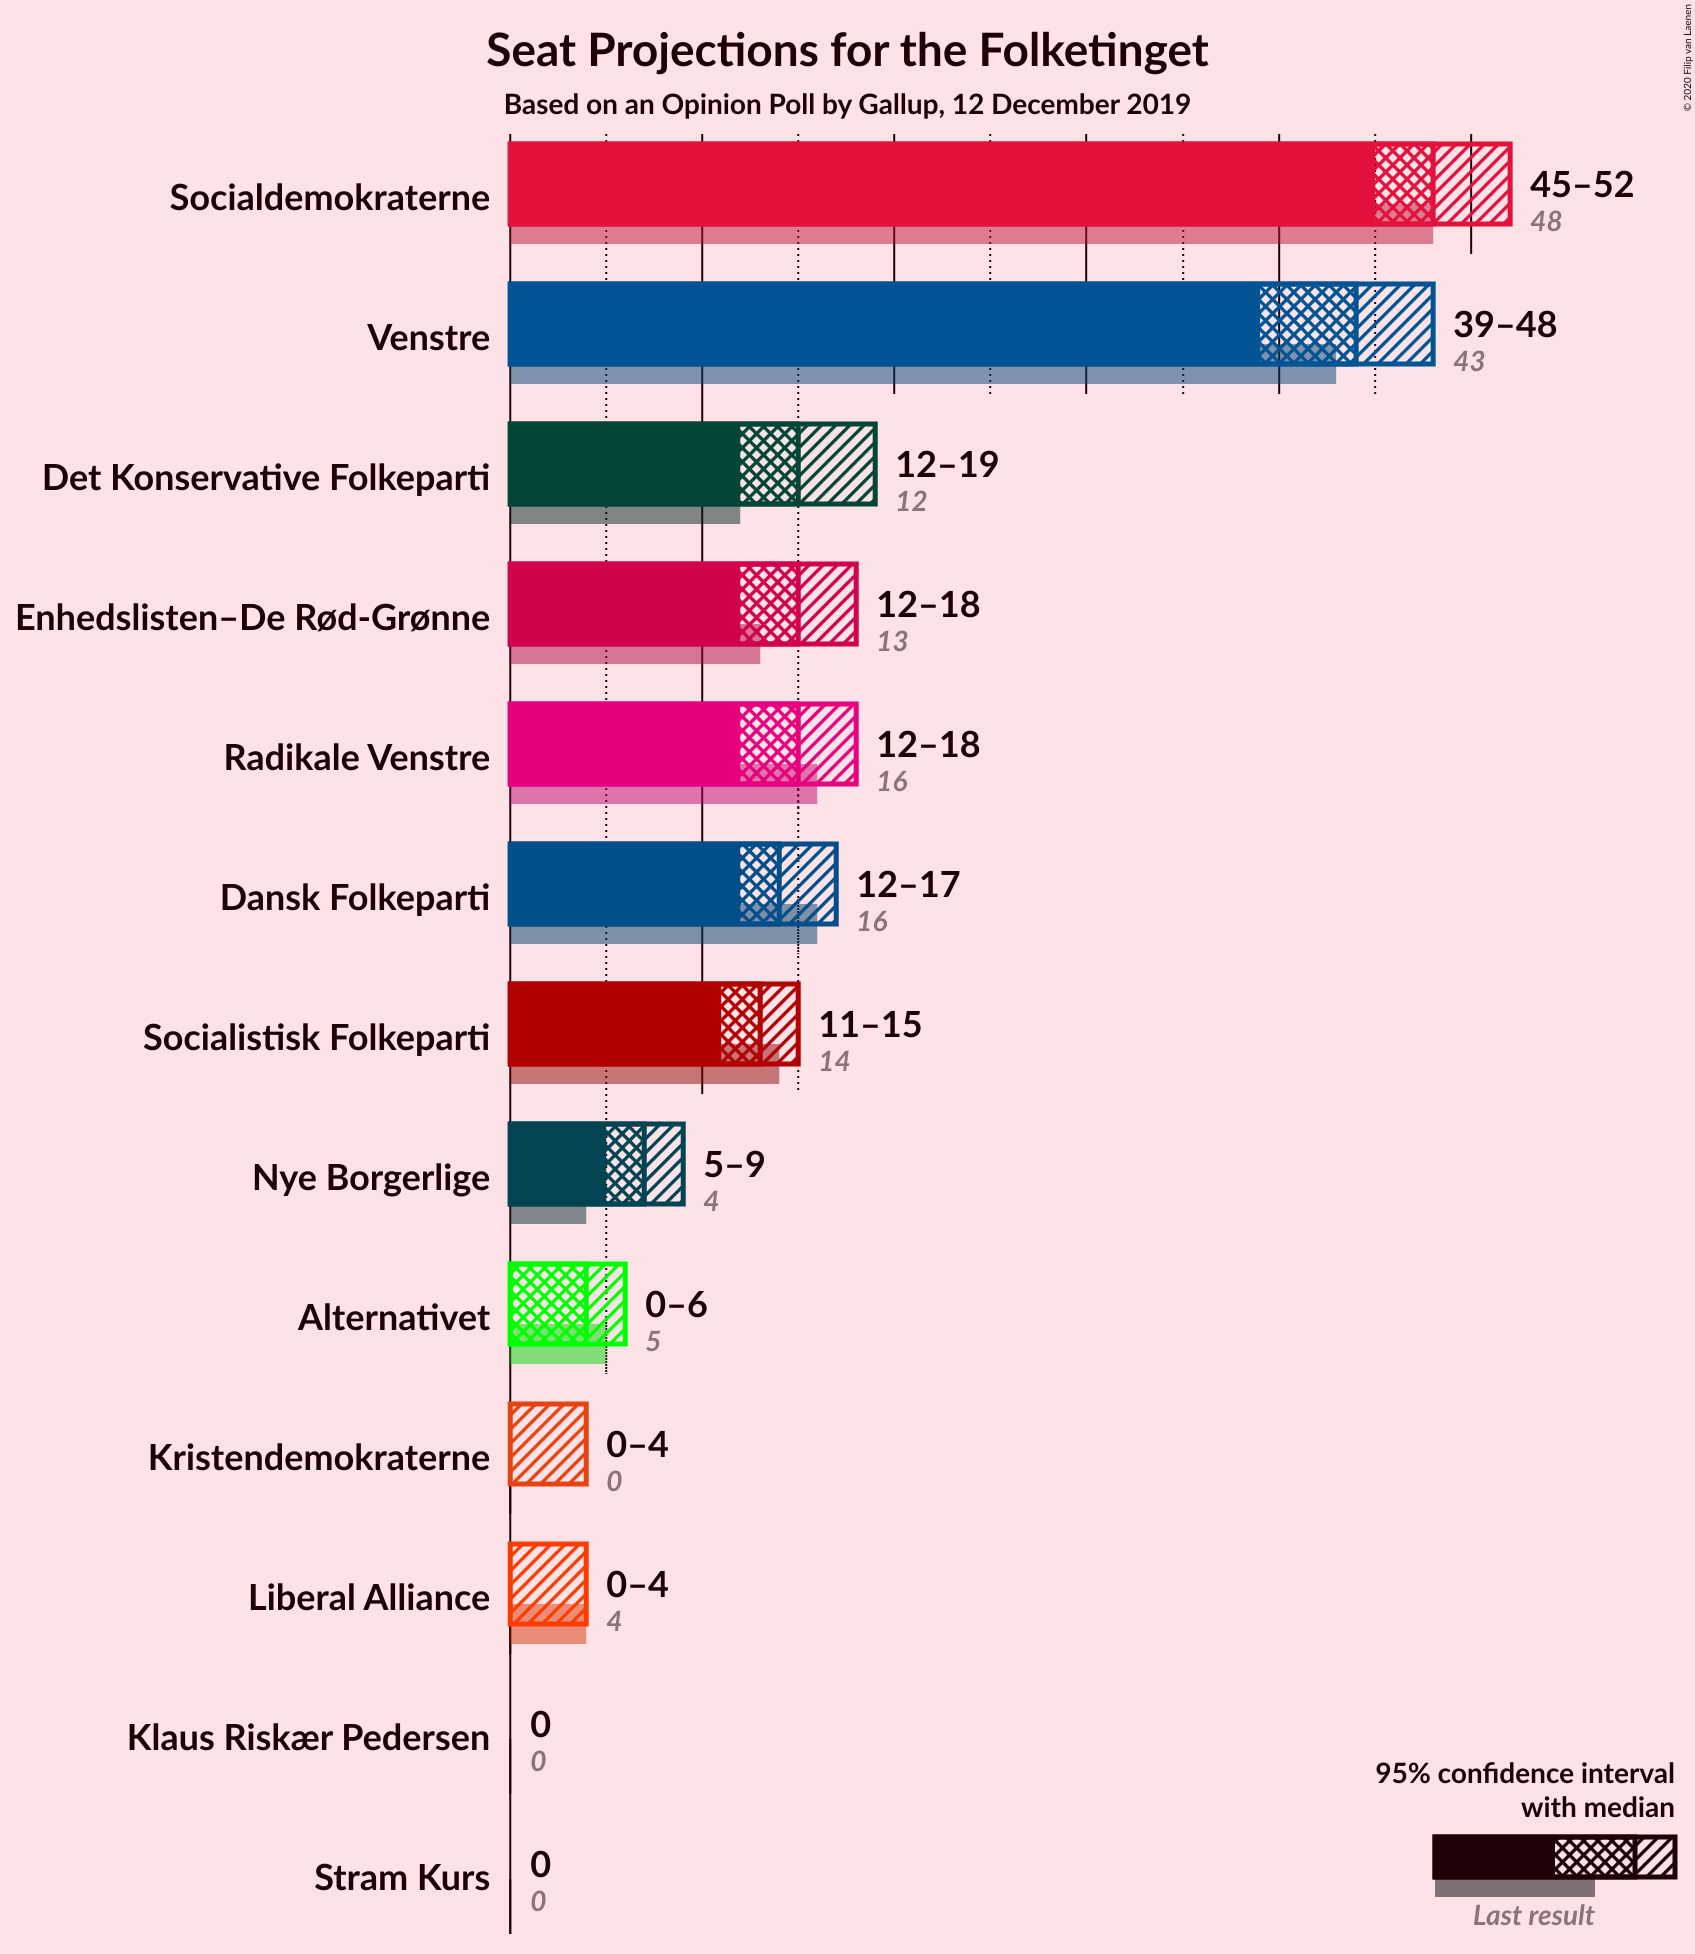 Seat Projections for the Folketinget
Based on an Opinion Poll by Gallup, 12 December 2019
© 2020 Filip van Laenen
Socialdemokraterne
45–52
48
Venstre
39–48
43
Det Konservative Folkeparti
12–19
12
Enhedslisten–De Rød-Grønne
12–18
13
Radikale Venstre
12–18
16
Dansk Folkeparti
12–17
16
Socialistisk Folkeparti
11–15
14
Nye Borgerlige
5–9
4
Alternativet
0–6
5
Kristendemokraterne
0–4
0
Liberal Alliance
0–4
4
Klaus Riskær Pedersen
0
0
Stram Kurs
0
0
95% confidence interval
with median
Last result